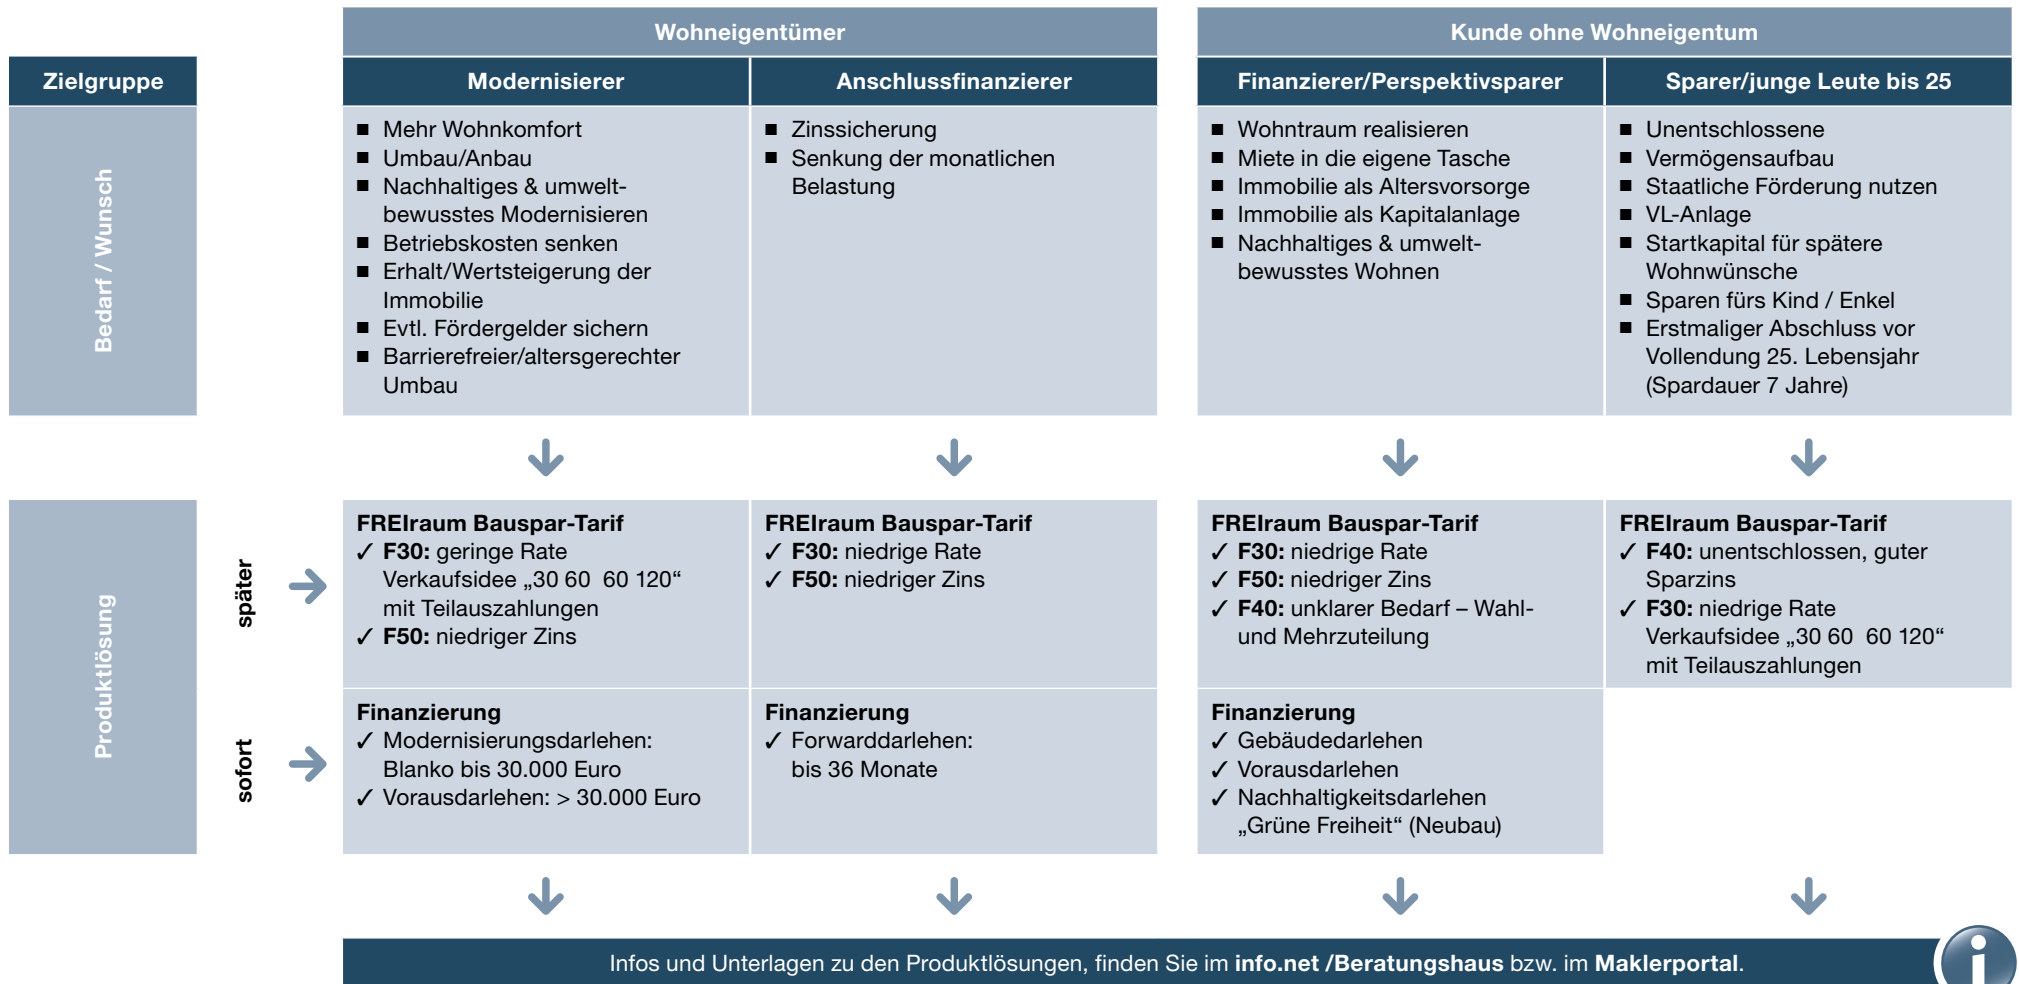 Wohneigentümer
Kunde ohne Wohneigentum
Zielgruppe
Modernisierer
Anschlussfinanzierer
Finanzierer/Perspektivsparer
Sparer/junge Leute bis 25
Bedarf / Wunsch
■ Mehr Wohnkomfort
■ Umbau/Anbau
■ Nachhaltiges & umwelt-
bewusstes Modernisieren
■ Betriebskosten senken
■ Erhalt/Wertsteigerung der
Immobilie
■ Evtl. Fördergelder sichern
■ Barrierefreier/altersgerechter
Umbau
■ Zinssicherung
■ Senkung der monatlichen
Belastung
■ Wohntraum realisieren
■ Miete in die eigene Tasche
■ Immobilie als Altersvorsorge
■ Immobilie als Kapitalanlage
■ Nachhaltiges & umwelt-
bewusstes Wohnen
■ Unentschlossene
■ Vermögensaufbau
■ Staatliche Förderung nutzen
■ VL-Anlage
■ Startkapital für spätere
Wohnwünsche
■ Sparen fürs Kind / Enkel
■ Erstmaliger Abschluss vor
Vollendung 25. Lebensjahr
(Spardauer 7 Jahre)
Produktlösung
später
FREIraum Bauspar-Tarif
✓ F30: geringe Rate
Verkaufsidee „30 60 60 120“
mit Teilauszahlungen
✓ F50: niedriger Zins
FREIraum Bauspar-Tarif
✓ F30: niedrige Rate
✓ F50: niedriger Zins
FREIraum Bauspar-Tarif
✓ F30: niedrige Rate
✓ F50: niedriger Zins
✓ F40: unklarer Bedarf – Wahl-
und Mehrzuteilung
FREIraum Bauspar-Tarif
✓ F40: unentschlossen, guter
Sparzins
✓ F30: niedrige Rate
Verkaufsidee „30 60 60 120“
mit Teilauszahlungen
sofort
Finanzierung
✓ Modernisierungsdarlehen:
Blanko bis 30.000 Euro
✓ Vorausdarlehen: > 30.000 Euro
Finanzierung
✓ Forwarddarlehen:
bis 36 Monate
Finanzierung
✓ Gebäudedarlehen
✓ Vorausdarlehen
✓ Nachhaltigkeitsdarlehen
„Grüne Freiheit“ (Neubau)
Infos und Unterlagen zu den Produktlösungen, finden Sie im info.net /Beratungshaus bzw. im Maklerportal.
i